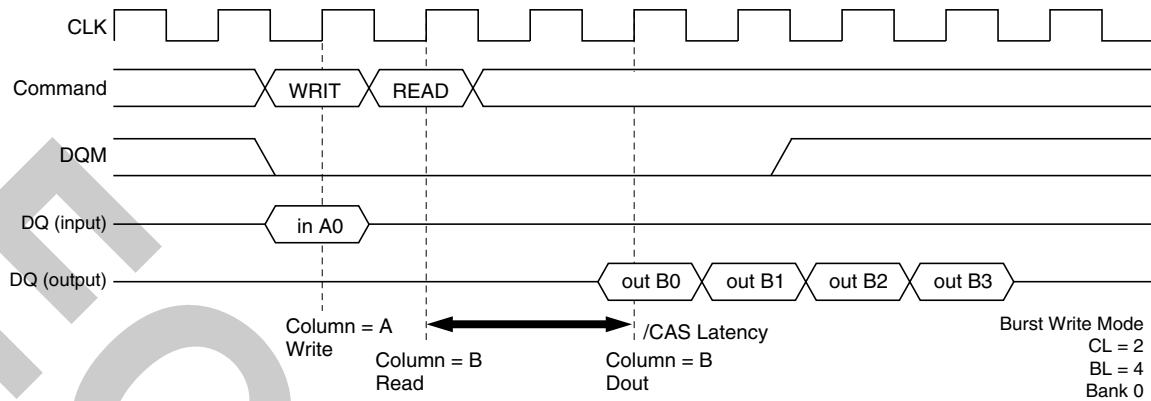 CLK
Command
WRIT
READ
DQM
DQ (input)
in A0
DQ (output)
out B0
out B1
out B2
out B3
Column = A
Write
Column = B
Read
/CAS Latency
Column = B
Dout
Burst Write Mode
CL = 2
BL = 4
Bank 0